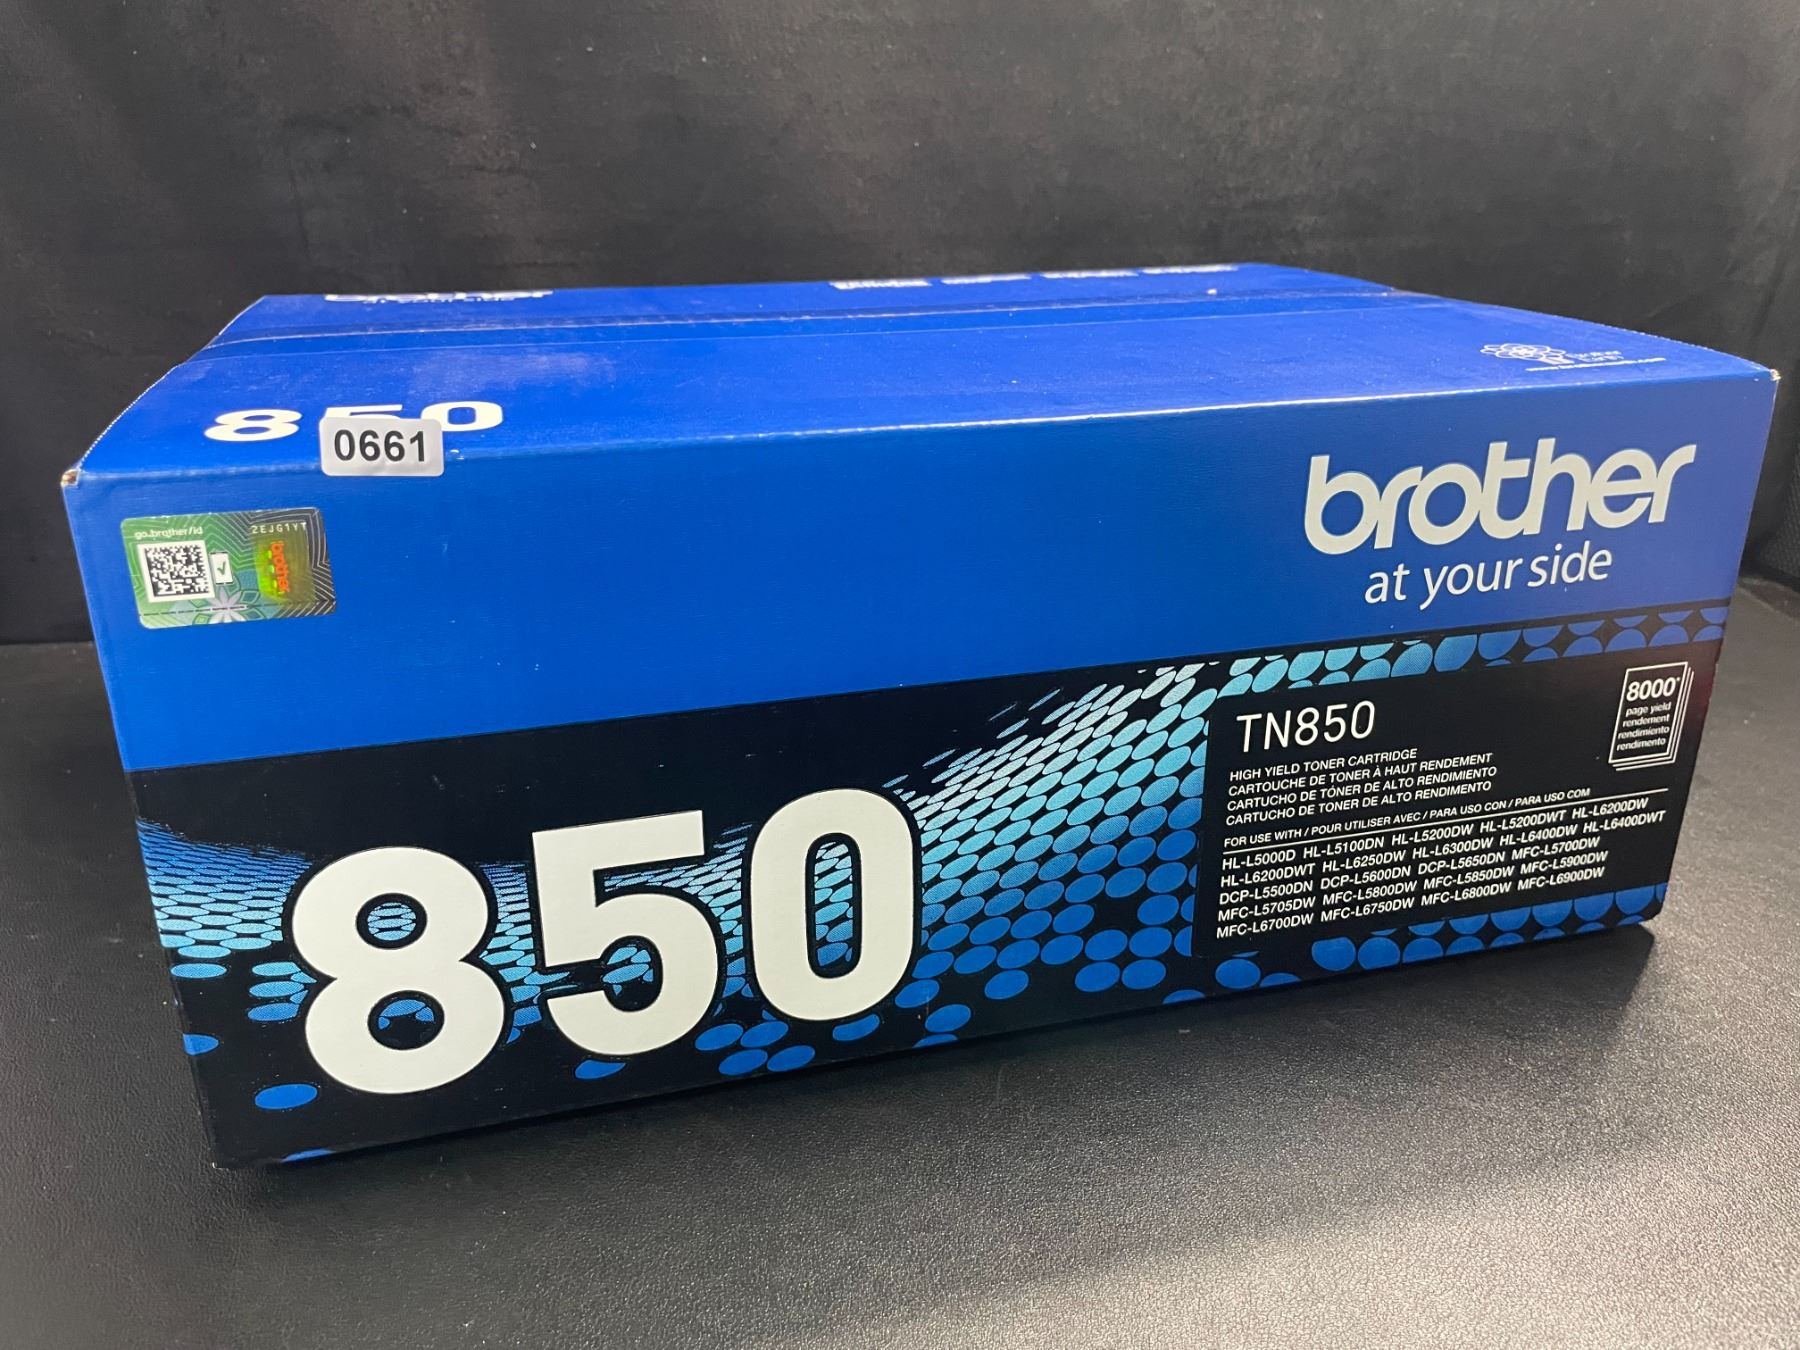 850
0661
go.brother/id
2EJG1YT
brother
brother
at your side
8000*
page yield
rendement
rendimiento
rendimento
TN850
HIGH YIELD TONER CARTRIDGE
CARTOUCHE DE TONER À HAUT RENDEMENT
CARTUCHO DE TÓNER DE ALTO RENDIMIENTO
CARTUCHO DE TONER DE ALTO RENDIMENTO
FOR USE WITH / POUR UTILISER AVEC / PARA USO CON / PARA USO COM
HL-L5000D HL-L5100DN HL-L5200DW HL-L5200DWT HL-L6200DW
HL-L6200DWT HL-L6250DW HL-L6300DW HL-L6400DW HL-L6400DWT
DCP-L5500DN DCP-L5600DN DCP-L5650DN MFC-L5700DW
MFC-L5705DW MFC-L5800DW MFC-L5850DW MFC-L5900DW
MFC-L6700DW MFC-L6750DW MFC-L6800DW MFC-L6900DW
850